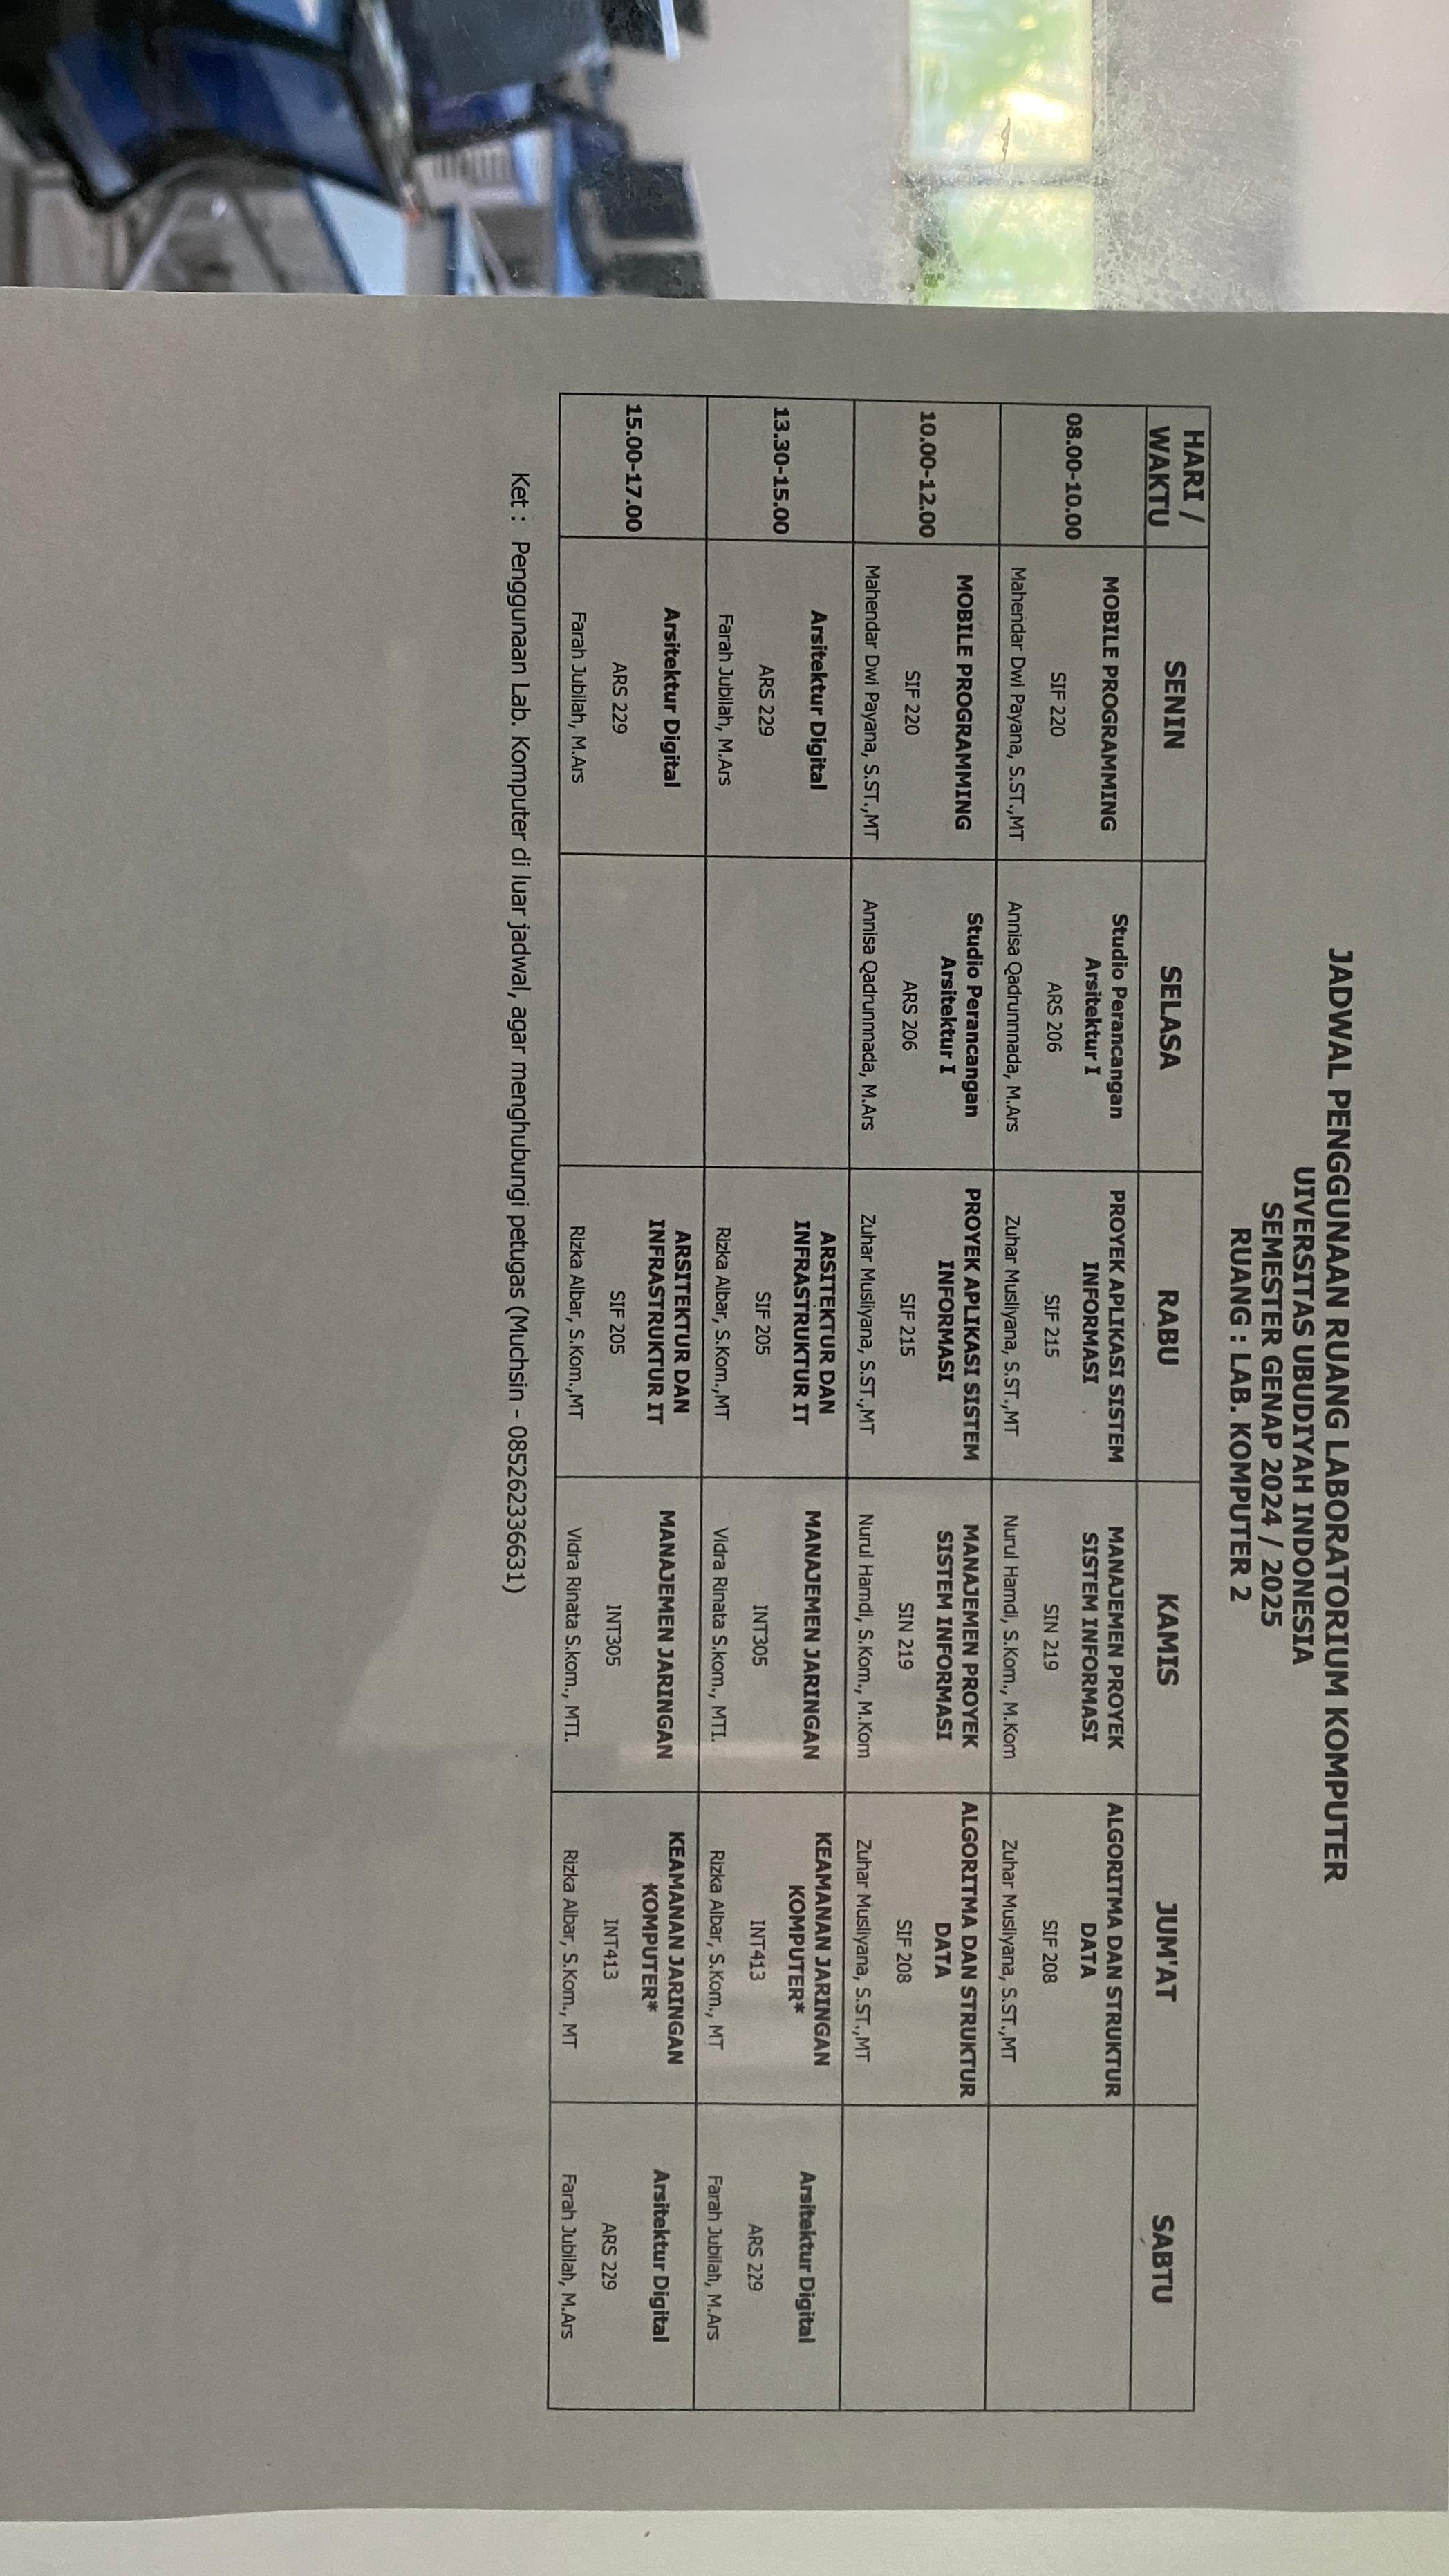 JADWAL PENGGUNAAN RUANG LABORATORIUM KOMPUTER
UIVERSITAS UBUDIYAH INDONESIA
SEMESTER GENAP 2024 / 2025
RUANG : LAB. KOMPUTER 2
HARI / WAKTU SENIN SELASA RABU KAMIS JUM'AT SABTU
08.00-10.00
MOBILE PROGRAMMING
SIF 220
Mahendar Dwi Payana, S.ST.,MT
Studio Perancangan
Arsitektur I
ARS 206
Annisa Qadrunnnada, M.Ars
PROYEK APLIKASI SISTEM
INFORMASI
SIF 215
Zuhar Musliyana, S.ST.,MT
MANAJEMEN PROYEK
SISTEM INFORMASI
SIN 219
Nurul Hamdi, S.Kom., M.Kom
ALGORITMA DAN STRUKTUR
DATA
SIF 208
Zuhar Musliyana, S.ST.,MT
10.00-12.00
MOBILE PROGRAMMING
SIF 220
Mahendar Dwi Payana, S.ST.,MT
Studio Perancangan
Arsitektur I
ARS 206
Annisa Qadrunnnada, M.Ars
PROYEK APLIKASI SISTEM
INFORMASI
SIF 215
Zuhar Musliyana, S.ST.,MT
MANAJEMEN PROYEK
SISTEM INFORMASI
SIN 219
Nurul Hamdi, S.Kom., M.Kom
ALGORITMA DAN STRUKTUR
DATA
SIF 208
Zuhar Musliyana, S.ST.,MT
13.30-15.00
Arsitektur Digital
ARS 229
Farah Jubilah, M.Ars
ARSITEKTUR DAN
INFRASTRUKTUR IT
SIF 205
Rizka Albar, S.Kom.,MT
MANAJEMEN JARINGAN
INT305
Vidra Rinata S.kom., MTI.
KEAMANAN JARINGAN
KOMPUTER*
INT413
Rizka Albar, S.Kom., MT
Arsitektur Digital
ARS 229
Farah Jubilah, M.Ars
15.00-17.00
Arsitektur Digital
ARS 229
Farah Jubilah, M.Ars
ARSITEKTUR DAN
INFRASTRUKTUR IT
SIF 205
Rizka Albar, S.Kom.,MT
MANAJEMEN JARINGAN
INT305
Vidra Rinata S.kom., MTI.
KEAMANAN JARINGAN
KOMPUTER*
INT413
Rizka Albar, S.Kom., MT
Arsitektur Digital
ARS 229
Farah Jubilah, M.Ars
Ket : Penggunaan Lab. Komputer di luar jadwal, agar menghubungi petugas (Muchsin - 085262336631)